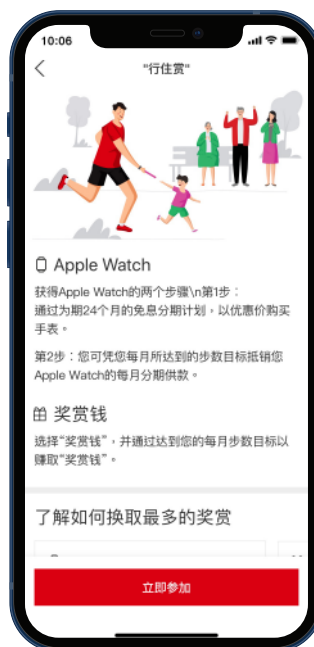 10:06
"行住赏"
Apple Watch
获得Apple Watch的两个步骤\n第1步：
通过为期24个月的免息分期计划，以优惠价购买
手表。
第2步：您可凭您每月所达到的步数目标抵销您
Apple Watch的每月分期供款。
奖赏钱
选择“奖赏钱”，并通过达到您的每月步数目标以
赚取“奖赏钱”。
了解如何换取最多的奖赏
立即参加